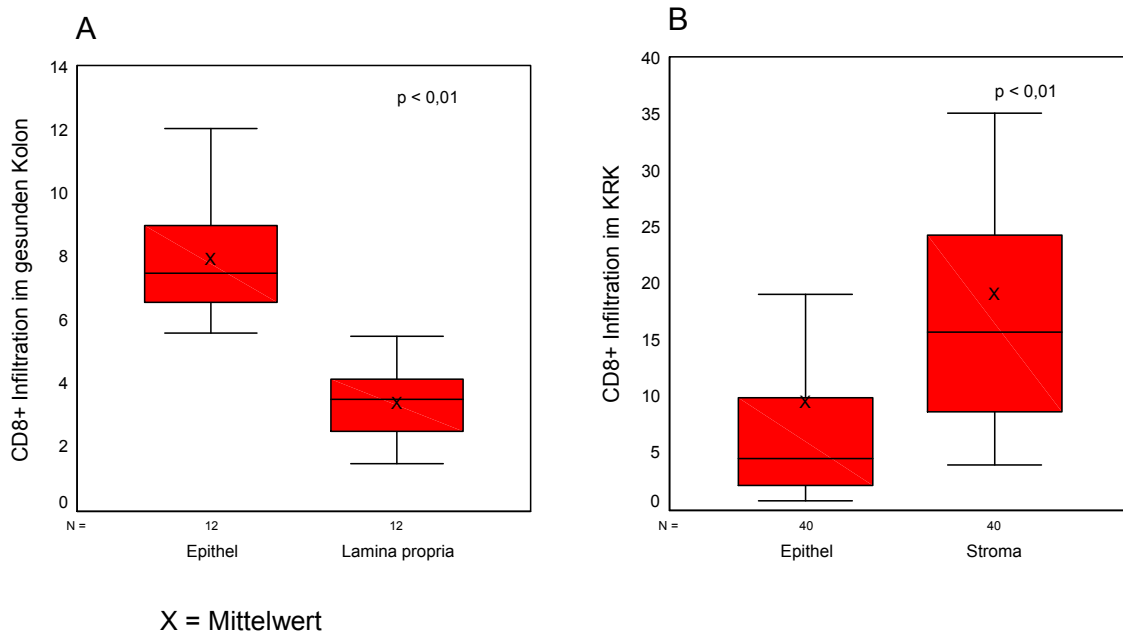 A
CD8+ Infiltration im gesunden Kolon
14
12
10
8
6
4
2
0
p < 0,01
X
X
N =
12
12
Epithel
Lamina propria
B
CD8+ Infiltration im KRK
40
35
30
25
20
15
10
5
0
p < 0,01
X
X
N =
40
40
Epithel
Stroma
X = Mittelwert